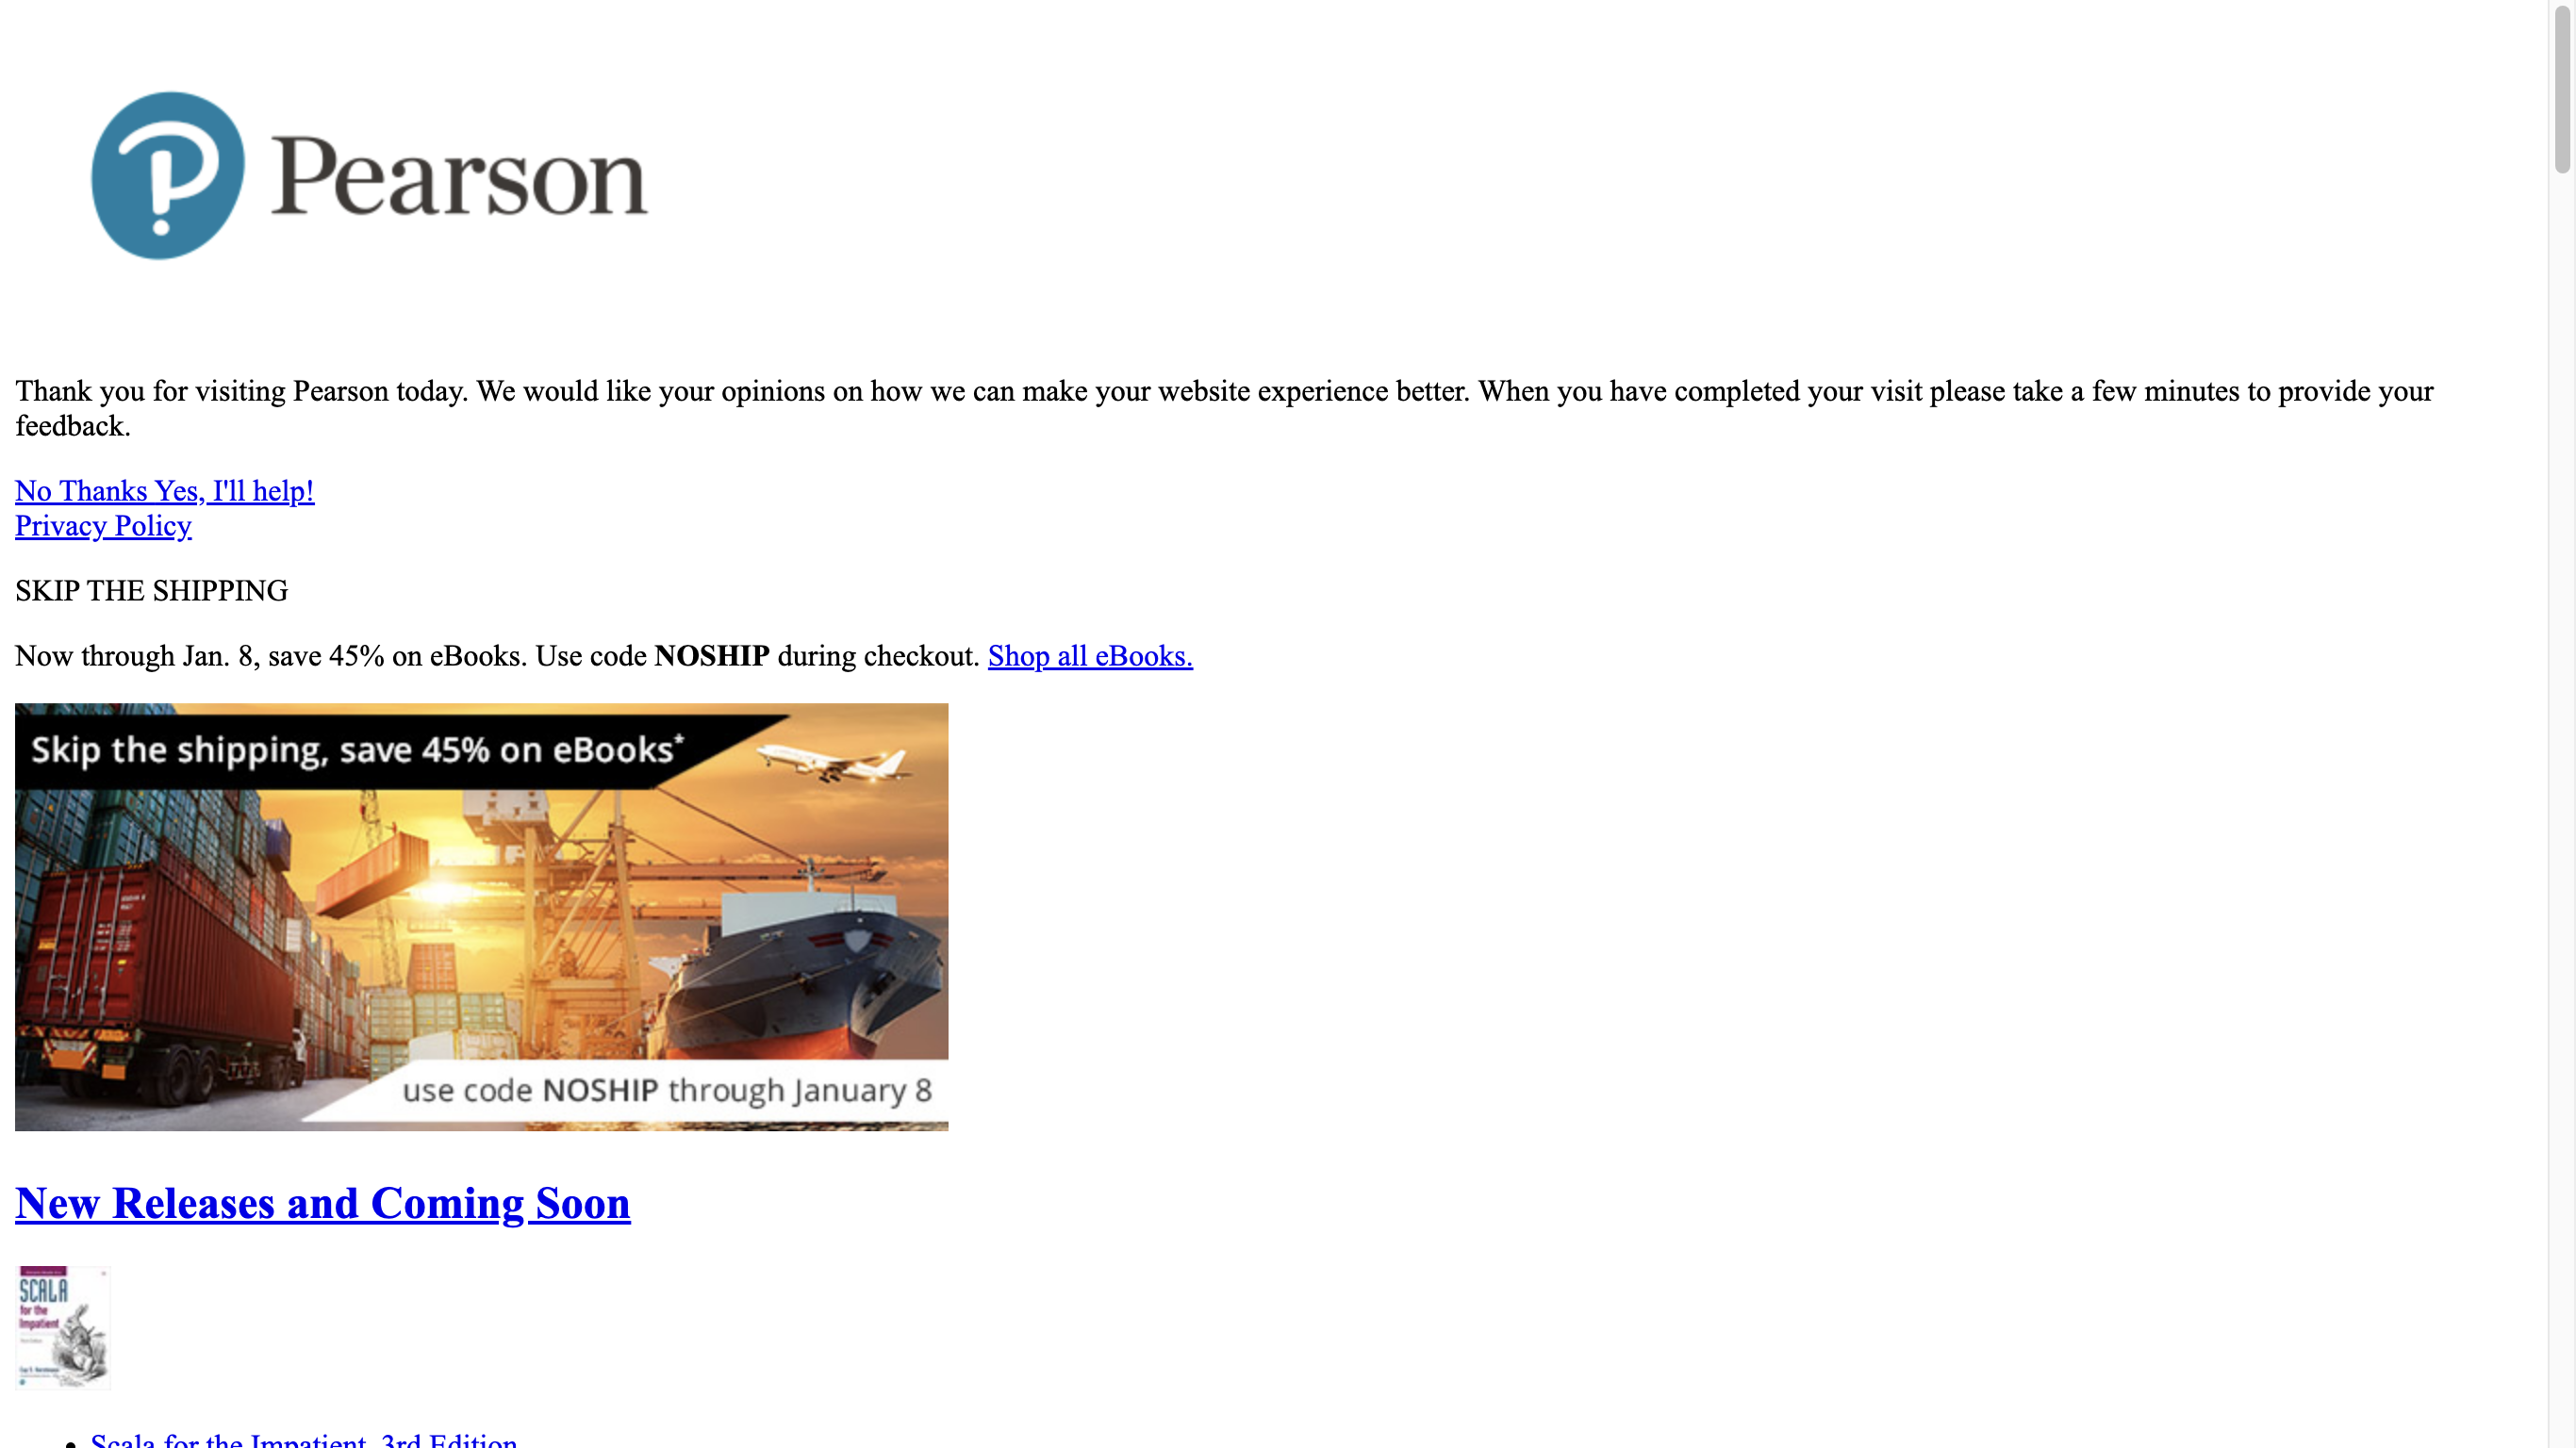 Pearson
Thank you for visiting Pearson today. We would like your opinions on how we can make your website experience better. When you have completed your visit please take a few minutes to provide your
feedback.
No Thanks Yes, I'll help!
Privacy Policy
SKIP THE SHIPPING
Now through Jan. 8, save 45% on eBooks. Use code NOSHIP during checkout. Shop all eBooks.
Skip the shipping, save 45% on eBooks*
use code NOSHIP through January 8
New Releases and Coming Soon
SCALA
for the
Impatient
Scala for the Impatient, 3rd Edition